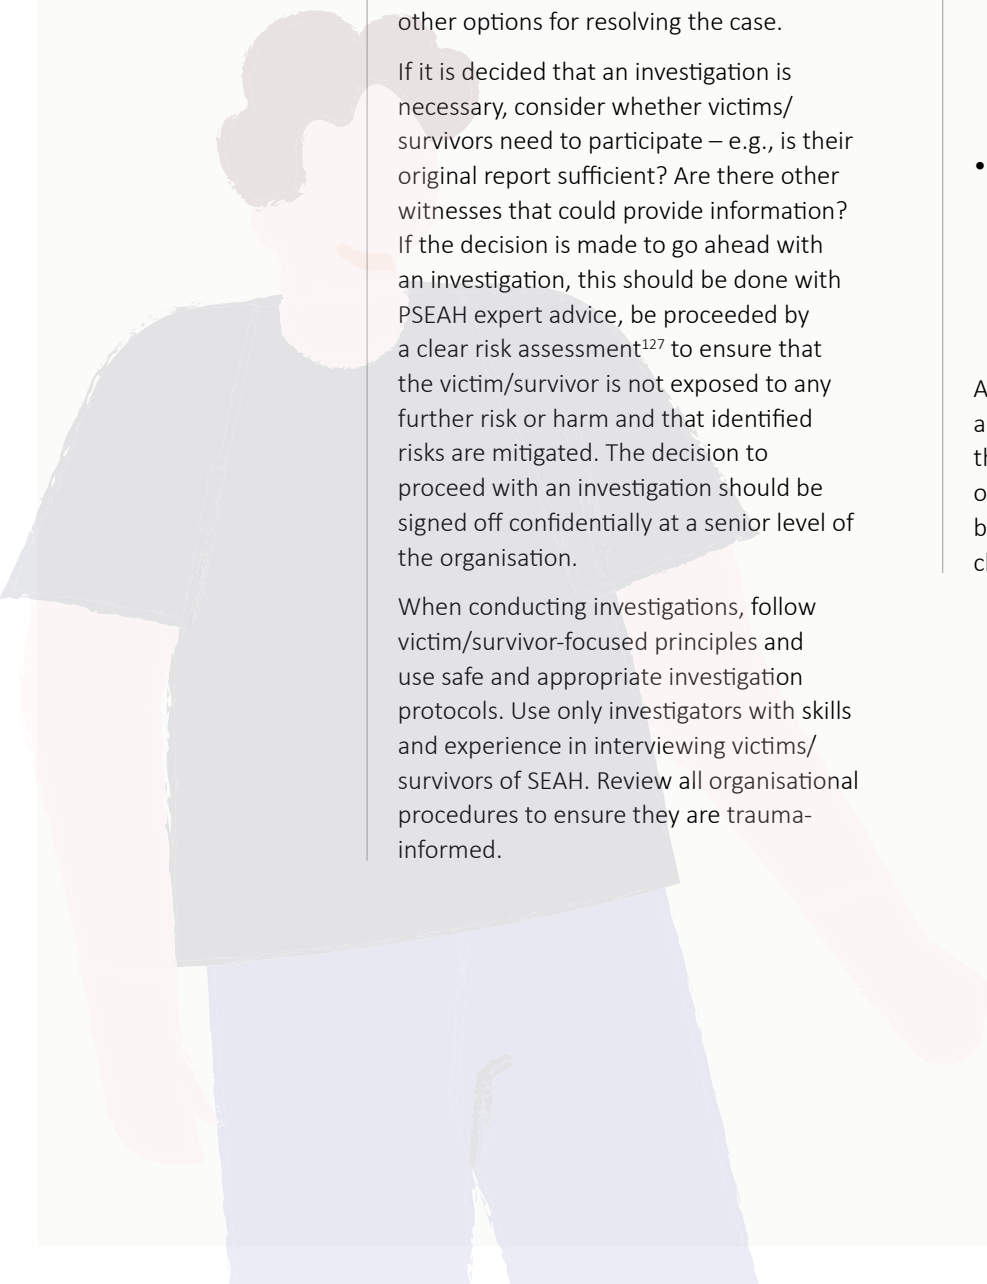 other options for resolving the case.
If it is decided that an investigation is
necessary, consider whether victims/
survivors need to participate – e.g., is their
original report sufficient? Are there other
witnesses that could provide information?
If the decision is made to go ahead with
an investigation, this should be done with
PSEAH expert advice, be proceeded by
a clear risk assessment127 to ensure that
the victim/survivor is not exposed to any
further risk or harm and that identified
risks are mitigated. The decision to
proceed with an investigation should be
signed off confidentially at a senior level of
the organisation.
When conducting investigations, follow
victim/survivor-focused principles and
use safe and appropriate investigation
protocols. Use only investigators with skills
and experience in interviewing victims/
survivors of SEAH. Review all organisational
procedures to ensure they are trauma-
informed.
•